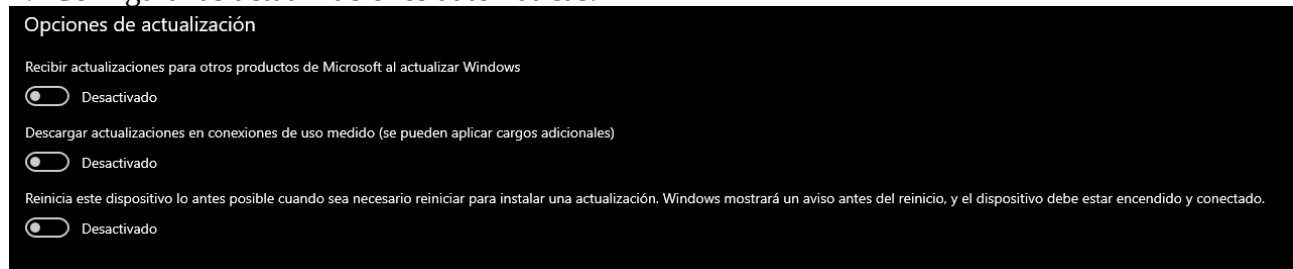 Opciones de actualización
Recibir actualizaciones para otros productos de Microsoft al actualizar Windows
Desactivado
Descargar actualizaciones en conexiones de uso medido (se pueden aplicar cargos adicionales)
Desactivado
Reinicia este dispositivo lo antes posible cuando sea necesario reiniciar para instalar una actualización. Windows mostrará un aviso antes del reinicio, y el dispositivo debe estar encendido y conectado.
Desactivado